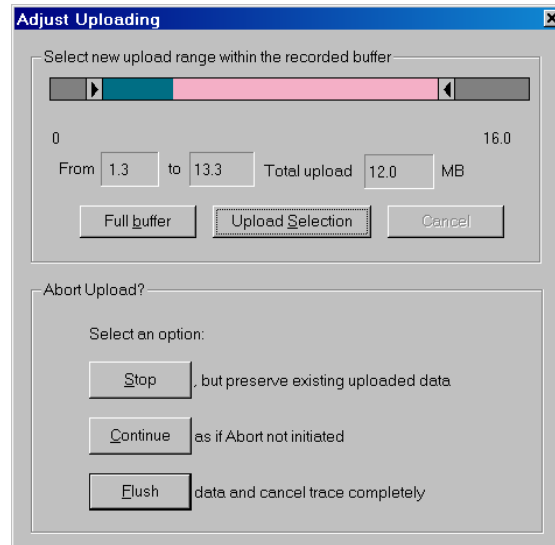 Adjust Uploading
Select new upload range within the recorded buffer
0 16.0
From 1.3 to 13.3 Total upload 12.0 MB
Full buffer Upload Selection Cancel
Abort Upload?
Select an option:
Stop , but preserve existing uploaded data
Continue as if Abort not initiated
Flush data and cancel trace completely